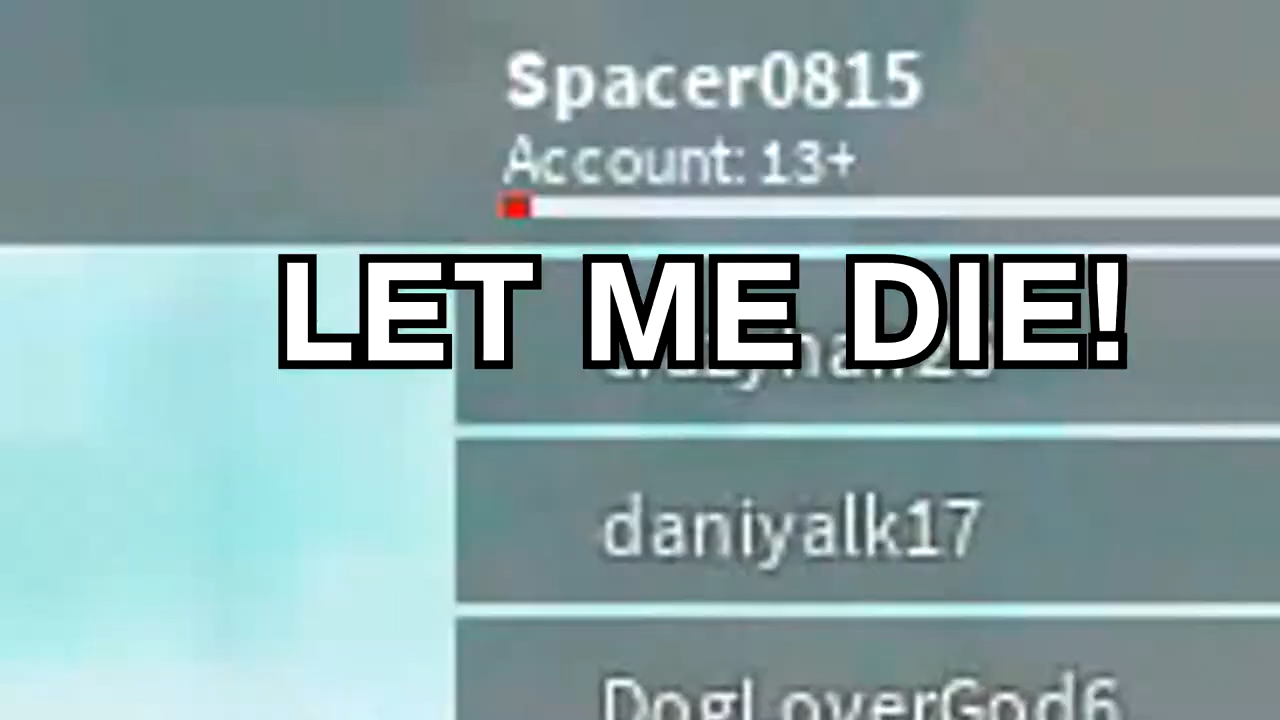 Spacer0815
Account: 13+
LET ME DIE!
daniyalk17
DogLoverGod6